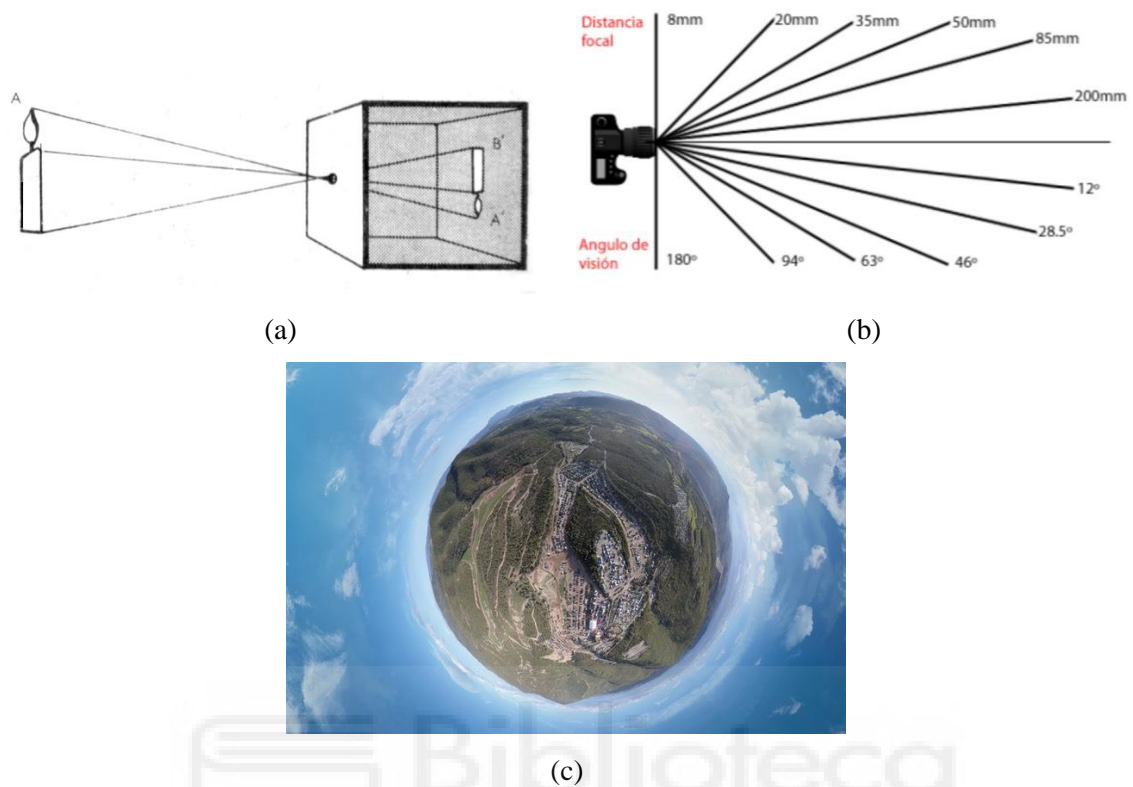 A
B'
A'
(a)
Distancia
focal
8mm
20mm
35mm
50mm
85mm
200mm
12º
28.5º
46º
63º
94º
180º
Angulo de
visión
(b)
(c)
Biblioteca